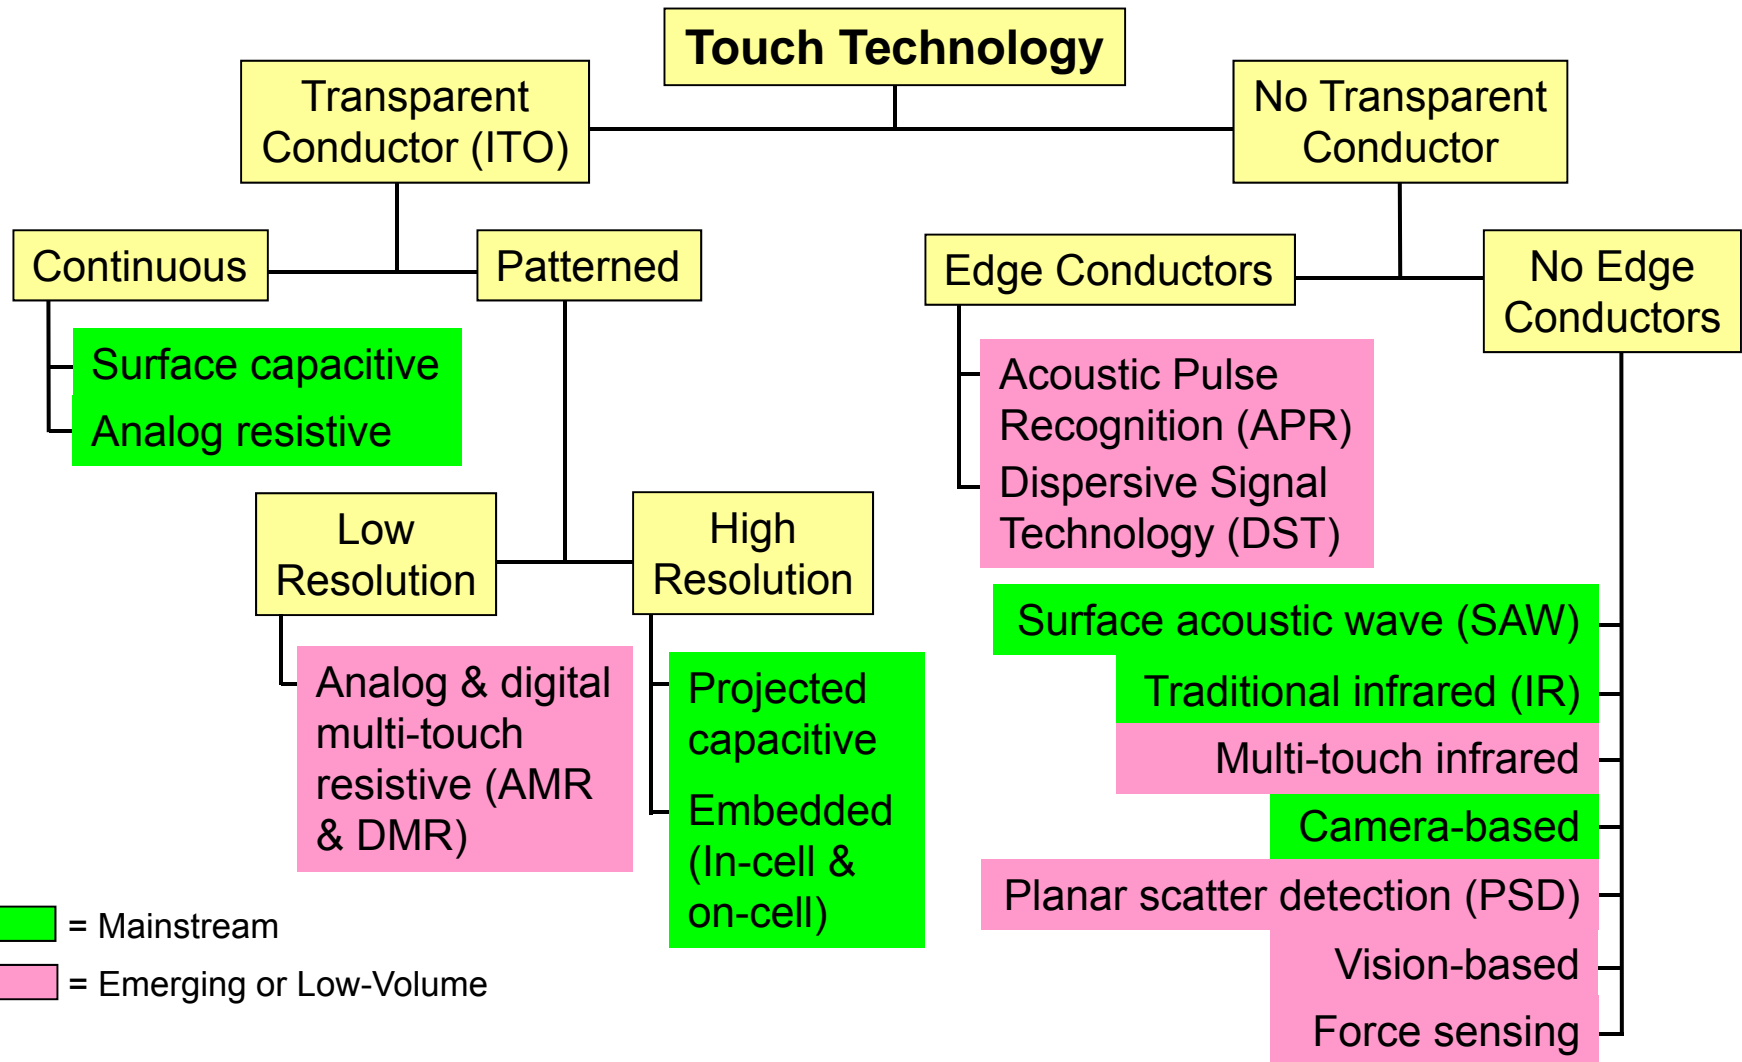 Touch Technology
Transparent
Conductor (ITO)
No Transparent
Conductor
Continuous
Patterned
Edge Conductors
No Edge
Conductors
Surface capacitive
Analog resistive
Acoustic Pulse
Recognition (APR)
Dispersive Signal
Technology (DST)
Low
Resolution
High
Resolution
Analog & digital
multi-touch
resistive (AMR
& DMR)
Projected
capacitive
Embedded
(In-cell &
on-cell)
Surface acoustic wave (SAW)
Traditional infrared (IR)
Multi-touch infrared
Camera-based
Planar scatter detection (PSD)
Vision-based
Force sensing
= Mainstream
= Emerging or Low-Volume